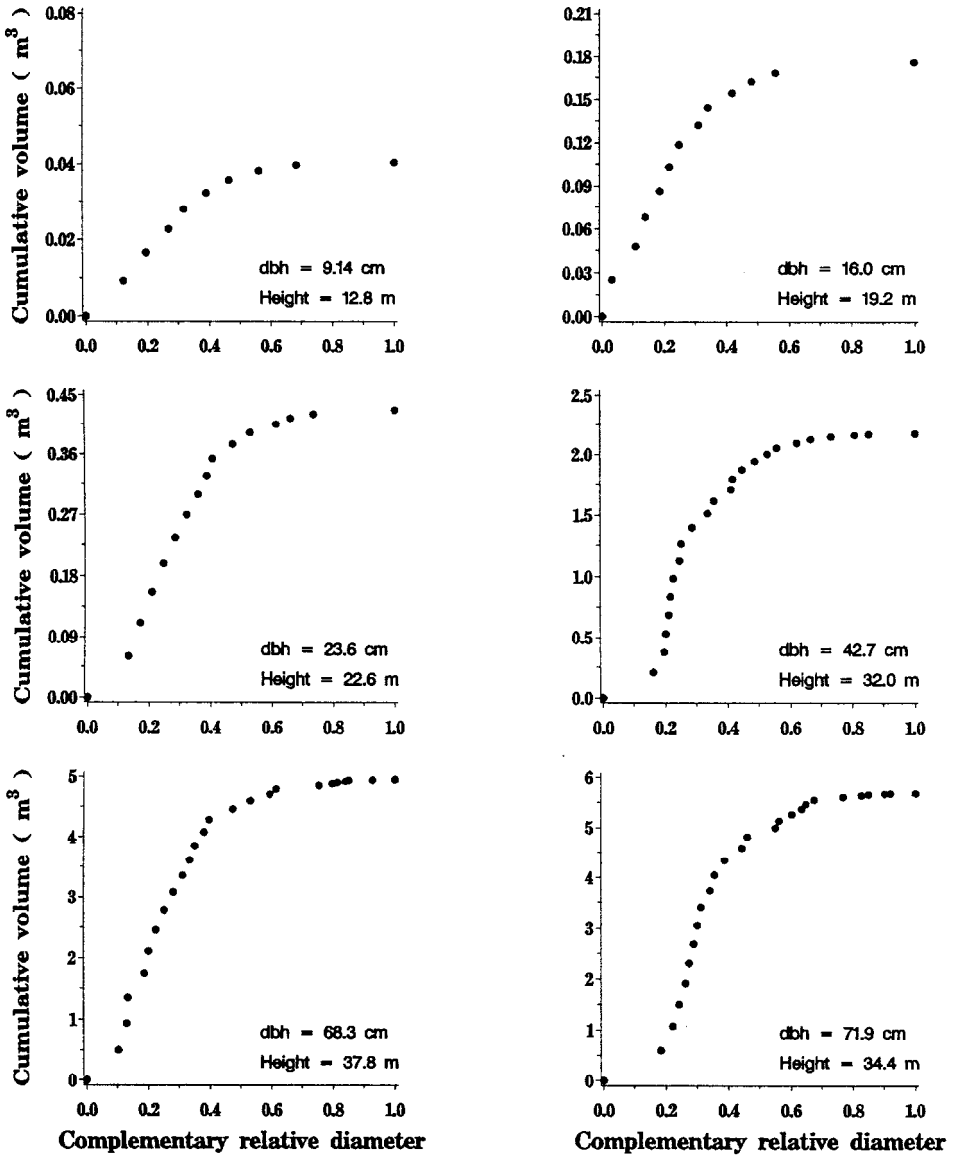 Cumulative volume ( m³ )
0.08
0.06
0.04
0.02
0.00
dbh = 9.14 cm
Height = 12.8 m
0.0 0.2 0.4 0.6 0.8 1.0
0.21
0.18
0.15
0.12
0.09
0.06
0.03
0.00
dbh = 16.0 cm
Height = 19.2 m
0.0 0.2 0.4 0.6 0.8 1.0
Cumulative volume ( m³ )
0.45
0.36
0.27
0.18
0.09
0.00
dbh = 23.6 cm
Height = 22.6 m
0.0 0.2 0.4 0.6 0.8 1.0
2.5
2.0
1.5
1.0
0.5
0.0
dbh = 42.7 cm
Height = 32.0 m
0.0 0.2 0.4 0.6 0.8 1.0
Cumulative volume ( m³ )
5
4
3
2
1
0
dbh = 68.3 cm
Height = 37.8 m
0.0 0.2 0.4 0.6 0.8 1.0
Complementary relative diameter
6
5
4
3
2
1
0
dbh = 71.9 cm
Height = 34.4 m
0.0 0.2 0.4 0.6 0.8 1.0
Complementary relative diameter